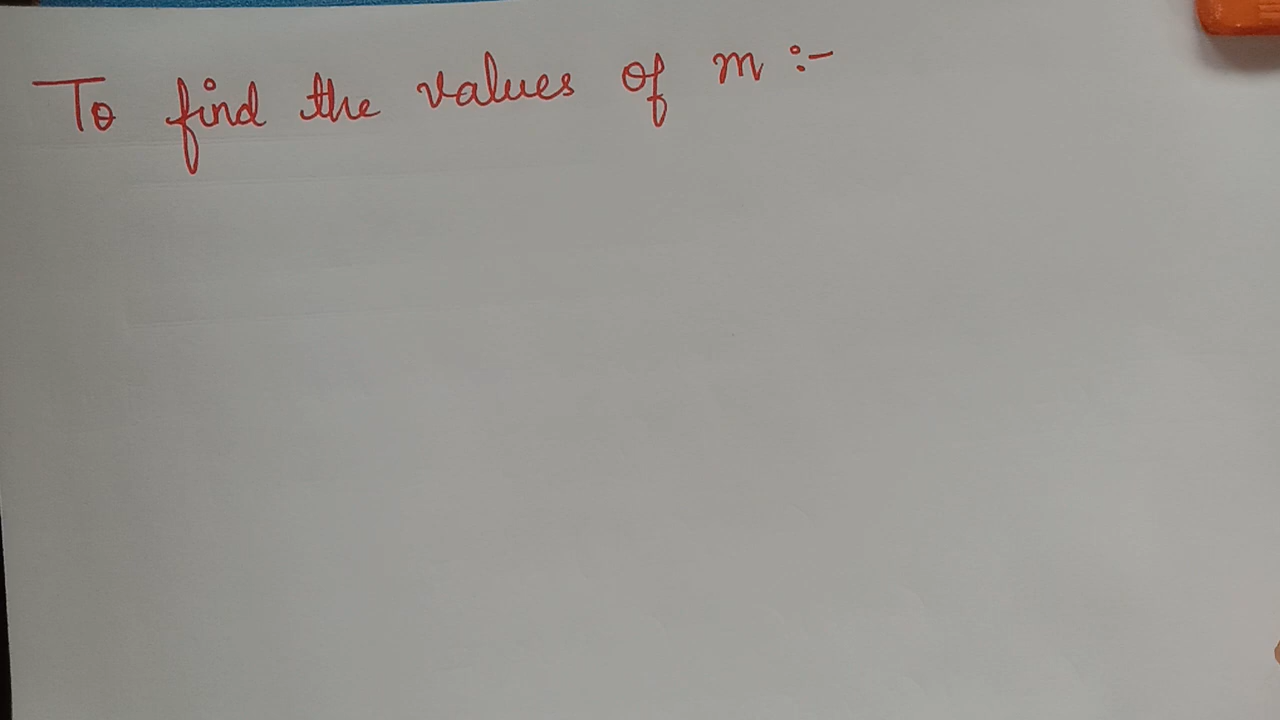 To find the values of m :-